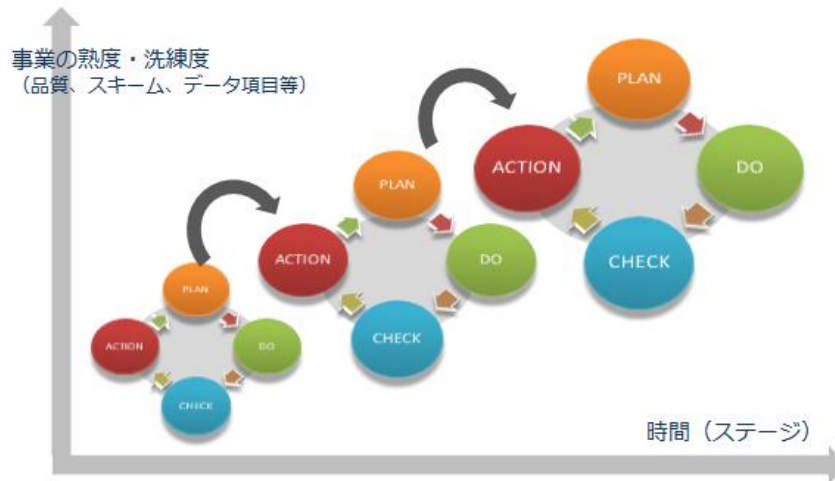 事業の熟度・洗練度
（品質、スキーム、データ項目等）
PLAN
ACTION
DO
CHECK
PLAN
ACTION
DO
CHECK
PLAN
ACTION
DO
CHECK
時間（ステージ）